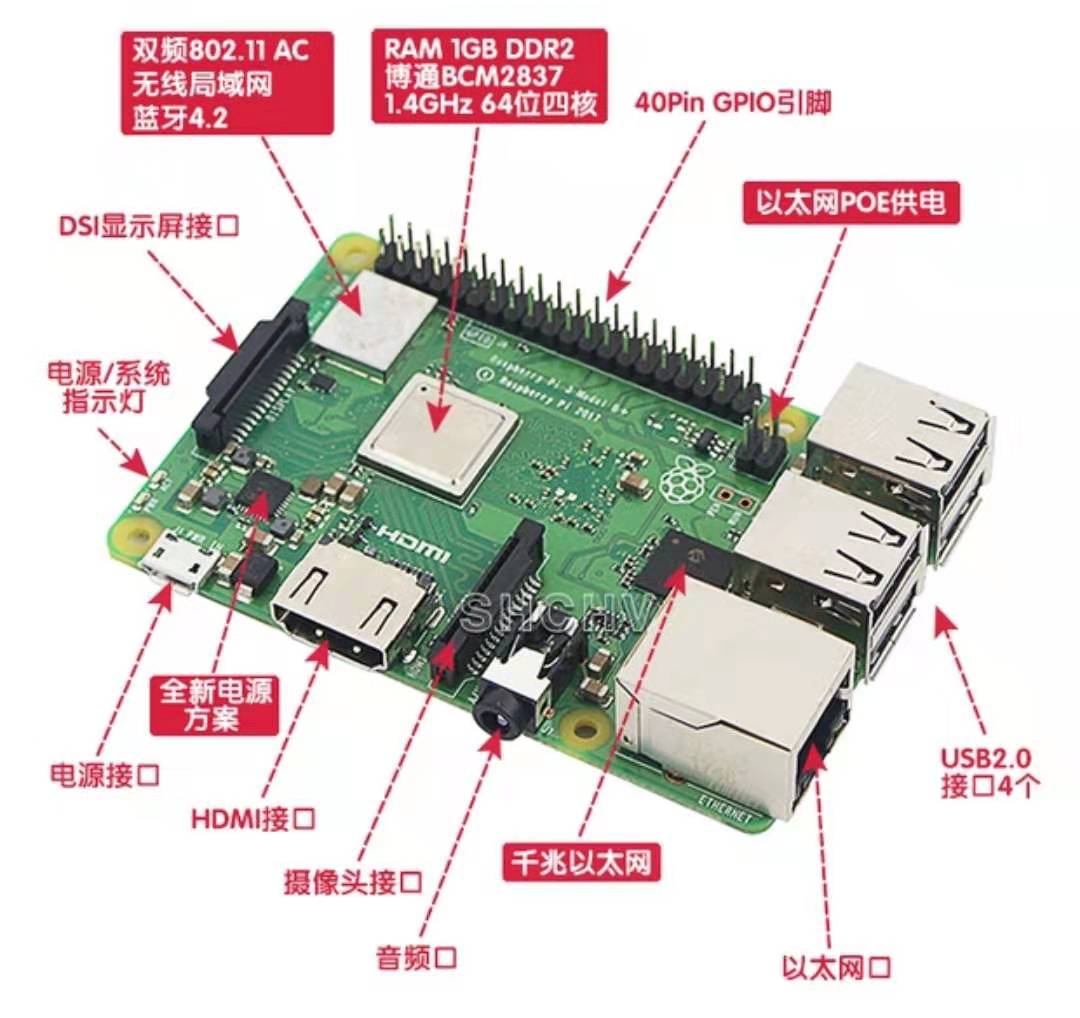 双频802.11 AC
无线局域网
蓝牙4.2
RAM 1GB DDR2
博通BCM2837
1.4GHz 64位四核
40Pin GPIO引脚
以太网POE供电
DSI显示屏接口
电源/系统
指示灯
GPIO
Raspberry Pi 3 Model B+
© Raspberry Pi 2017
DISPLAY
HDMI
SHCHV
全新电源
方案
电源接口
HDMI接口
摄像头接口
音频口
千兆以太网
ETHERNET
USB2.0
接口4个
以太网口